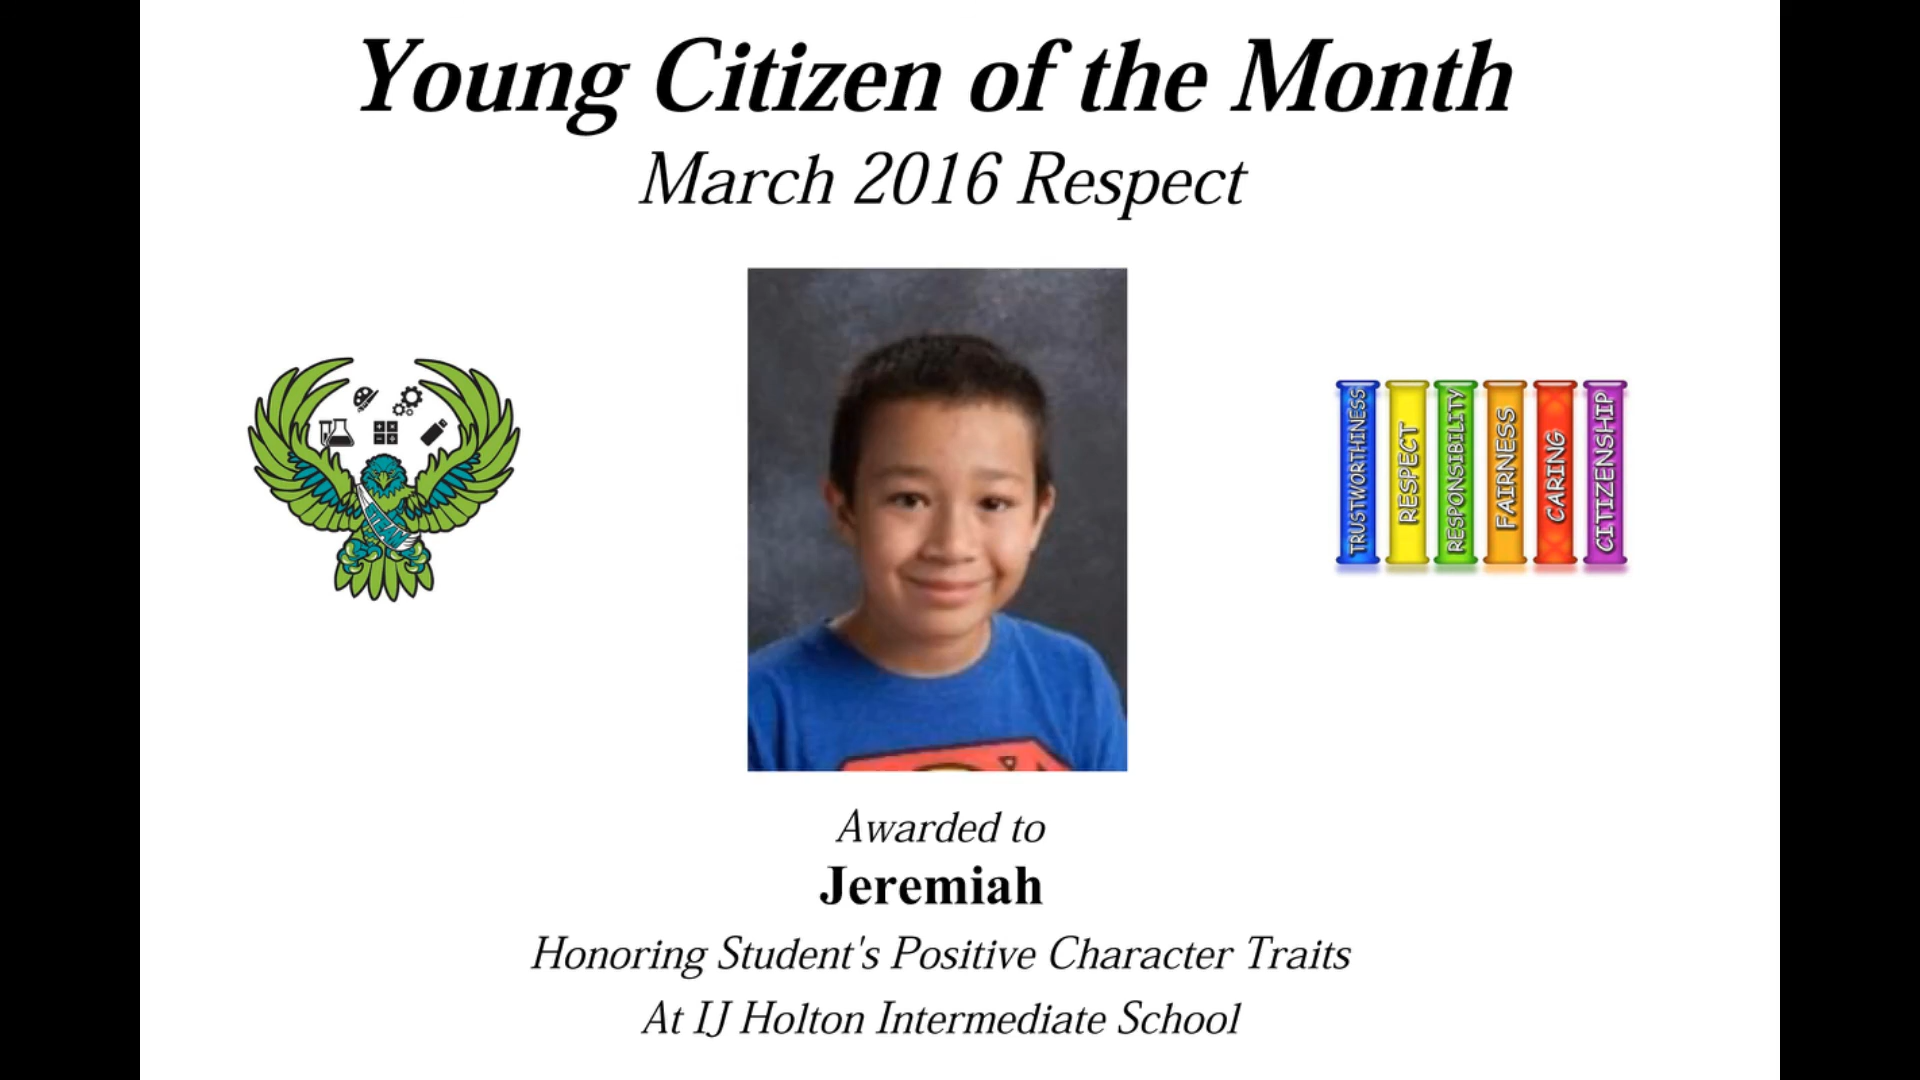 Young Citizen of the Month
March 2016 Respect
STEAM
TRUSTWORTHINESS
RESPECT
RESPONSIBILITY
FAIRNESS
CARING
CITIZENSHIP
Awarded to
Jeremiah
Honoring Student's Positive Character Traits
At IJ Holton Intermediate School